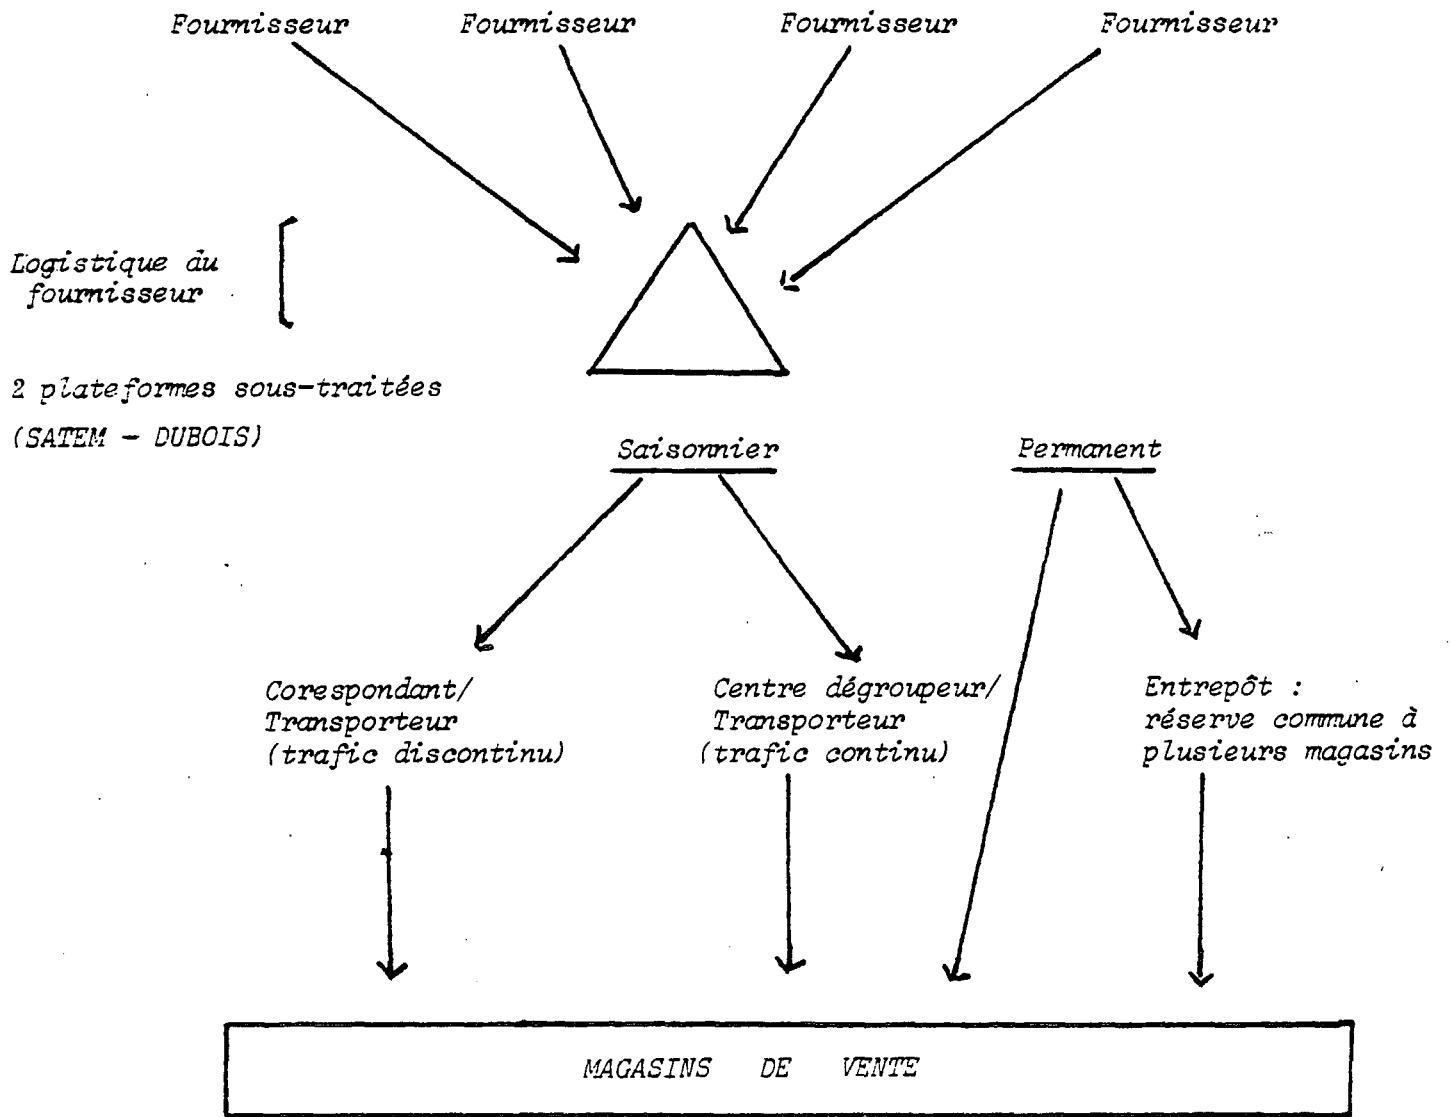 Fournisseur Fournisseur Fournisseur Fournisseur
Logistique du
fournisseur
2 plateformes sous-traitées
(SATEM - DUBOIS)
Saisonnier Permanent
Corespondant/
Transporteur
(trafic discontinu)
Centre dégroupeur/
Transporteur
(trafic continu)
Entrepôt :
réserve commune à
plusieurs magasins
MAGASINS DE VENTE